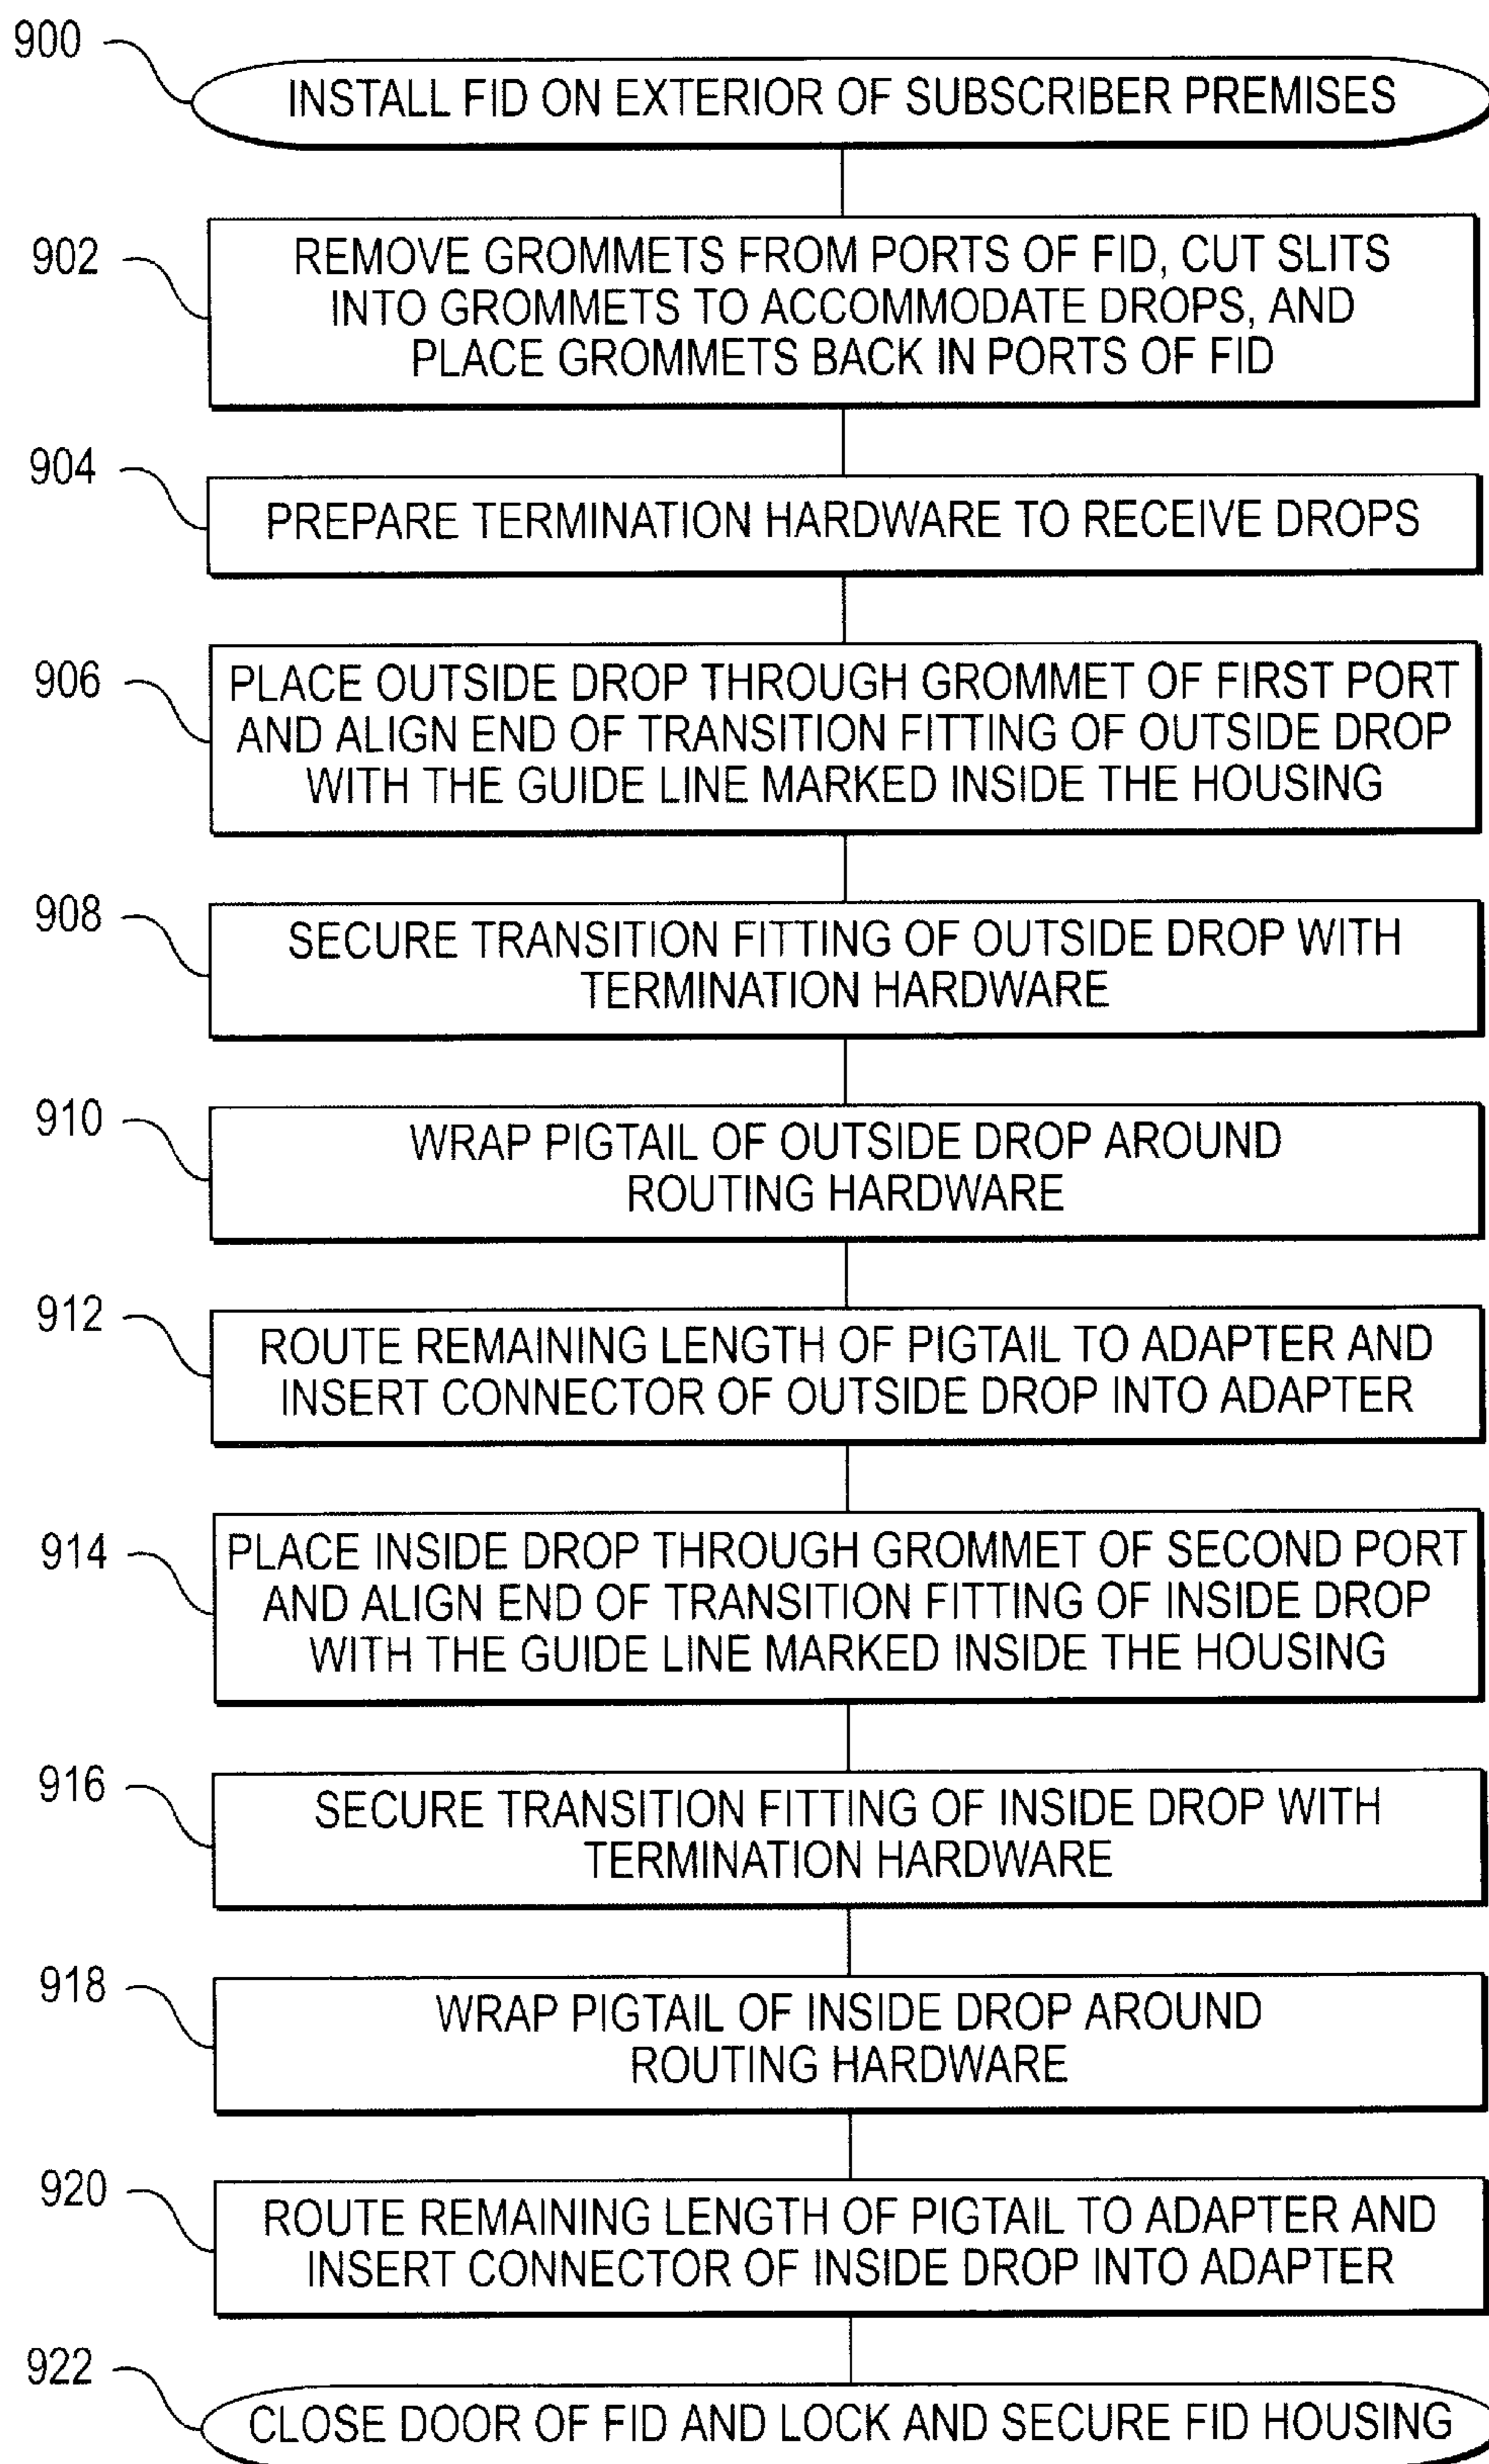 900
INSTALL FID ON EXTERIOR OF SUBSCRIBER PREMISES
902
REMOVE GROMMETS FROM PORTS OF FID, CUT SLITS
INTO GROMMETS TO ACCOMMODATE DROPS, AND
PLACE GROMMETS BACK IN PORTS OF FID
904
PREPARE TERMINATION HARDWARE TO RECEIVE DROPS
906
PLACE OUTSIDE DROP THROUGH GROMMET OF FIRST PORT
AND ALIGN END OF TRANSITION FITTING OF OUTSIDE DROP
WITH THE GUIDE LINE MARKED INSIDE THE HOUSING
908
SECURE TRANSITION FITTING OF OUTSIDE DROP WITH
TERMINATION HARDWARE
910
WRAP PIGTAIL OF OUTSIDE DROP AROUND
ROUTING HARDWARE
912
ROUTE REMAINING LENGTH OF PIGTAIL TO ADAPTER AND
INSERT CONNECTOR OF OUTSIDE DROP INTO ADAPTER
914
PLACE INSIDE DROP THROUGH GROMMET OF SECOND PORT
AND ALIGN END OF TRANSITION FITTING OF INSIDE DROP
WITH THE GUIDE LINE MARKED INSIDE THE HOUSING
916
SECURE TRANSITION FITTING OF INSIDE DROP WITH
TERMINATION HARDWARE
918
WRAP PIGTAIL OF INSIDE DROP AROUND
ROUTING HARDWARE
920
ROUTE REMAINING LENGTH OF PIGTAIL TO ADAPTER AND
INSERT CONNECTOR OF INSIDE DROP INTO ADAPTER
922
CLOSE DOOR OF FID AND LOCK AND SECURE FID HOUSING